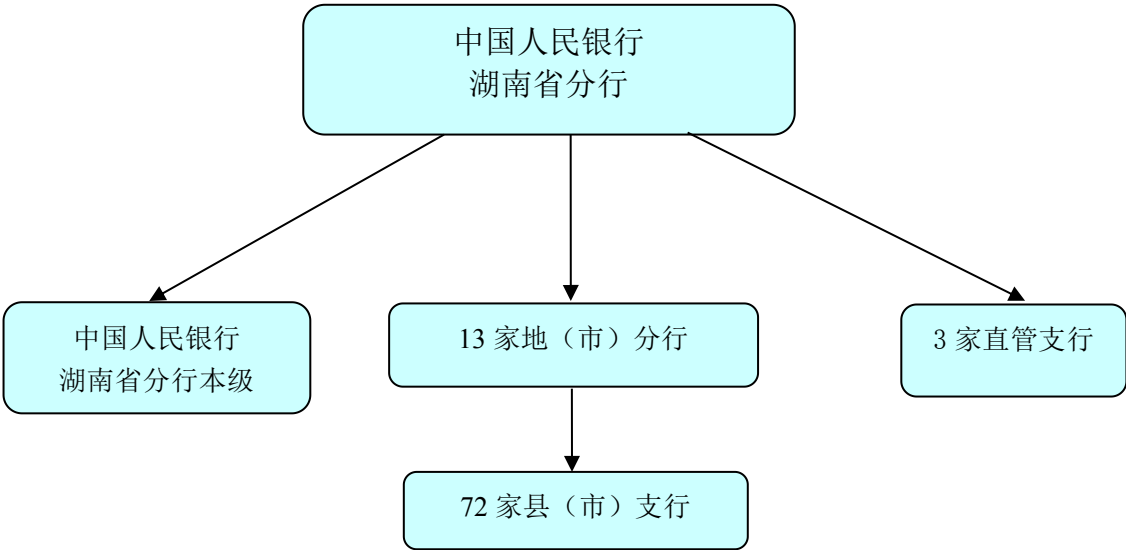 中国人民银行
湖南省分行
中国人民银行
湖南省分行本级
13 家地（市）分行
3 家直管支行
72 家县（市）支行